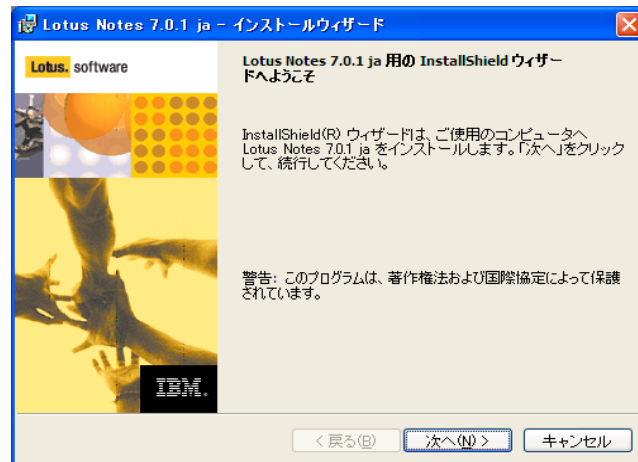 Lotus Notes 7.0.1 ja - インストールウィザード
Lotus. software
Lotus Notes 7.0.1 ja 用の InstallShield ウィザー
ドへようこそ
InstallShield(R) ウィザードは、ご使用のコンピュータへ
Lotus Notes 7.0.1 ja をインストールします。「次へ」をクリック
して、続行してください。
警告: このプログラムは、著作権法および国際協定によって保護
されています。
IBM.
< 戻る(B)
次へ(N) >
キャンセル